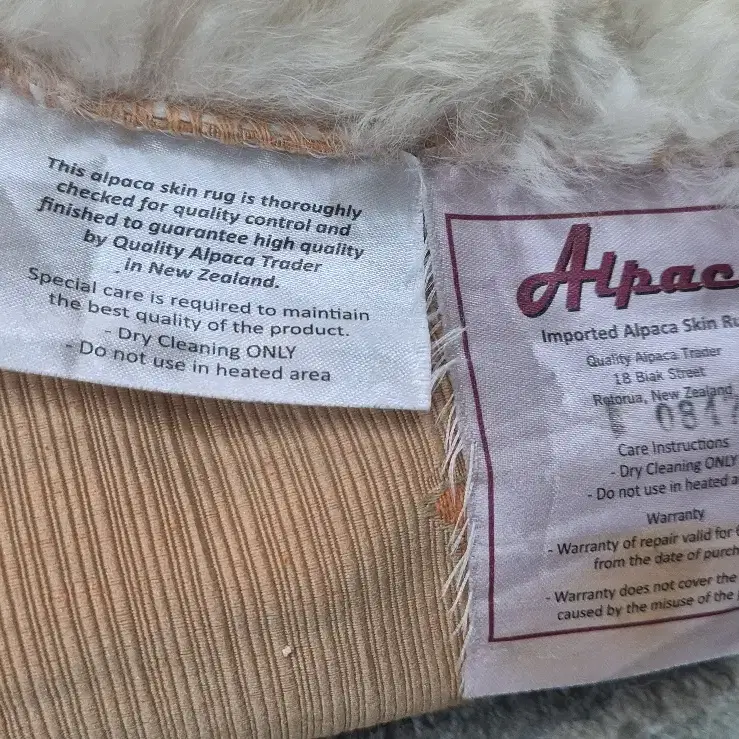 This alpaca skin rug is thoroughly
checked for quality control and
finished to guarantee high quality
by Quality Alpaca Trader
in New Zealand.
Special care is required to maintiain
the best quality of the product.
- Dry Cleaning ONLY
- Do not use in heated area
Alpac
Imported Alpaca Skin Ru
Quality Alpaca Trader
18 Biak Street
Retorua, New Zealand
0817
Care Instructions
- Dry Cleaning ONLY
- Do not use in heated a
Warranty
- Warranty of repair valid for
from the date of purch
- Warranty does not cover the
caused by the misuse of the